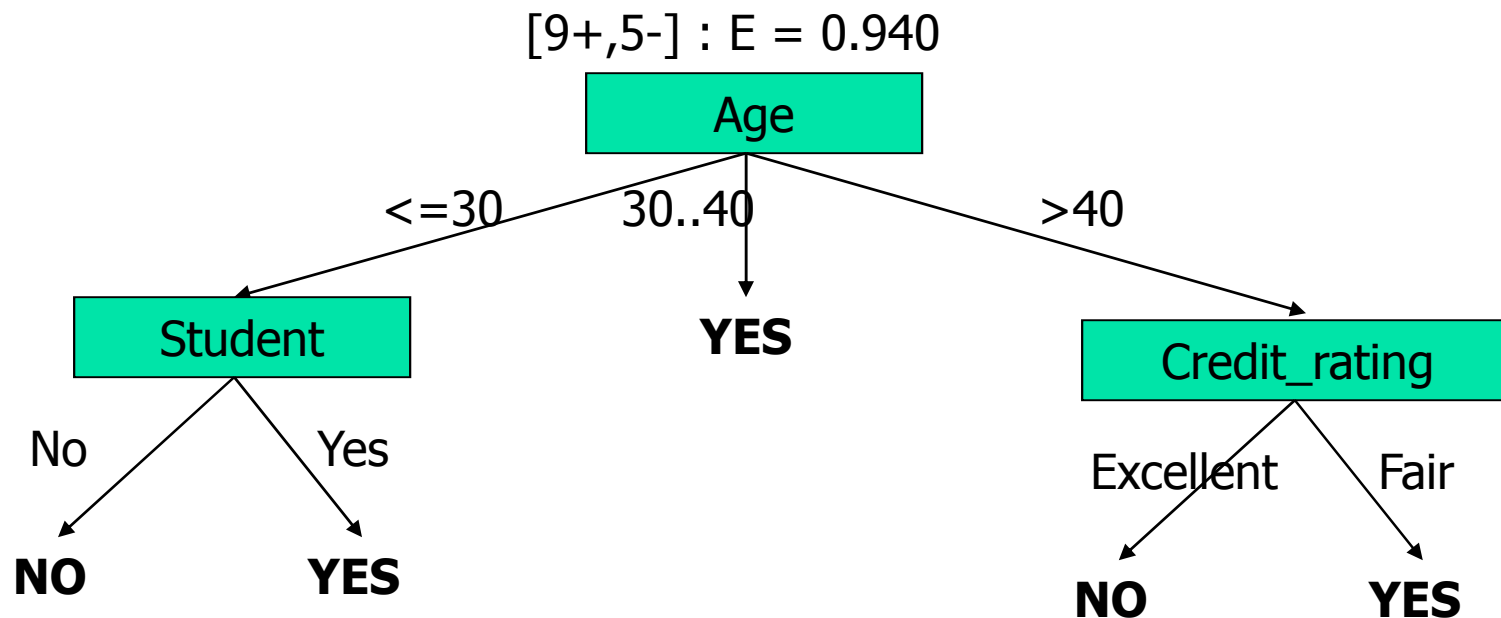 [9+,5-] : E = 0.940
Age
<=30 30..40 >40
Student YES Credit_rating
No Yes Excellent Fair
NO YES NO YES